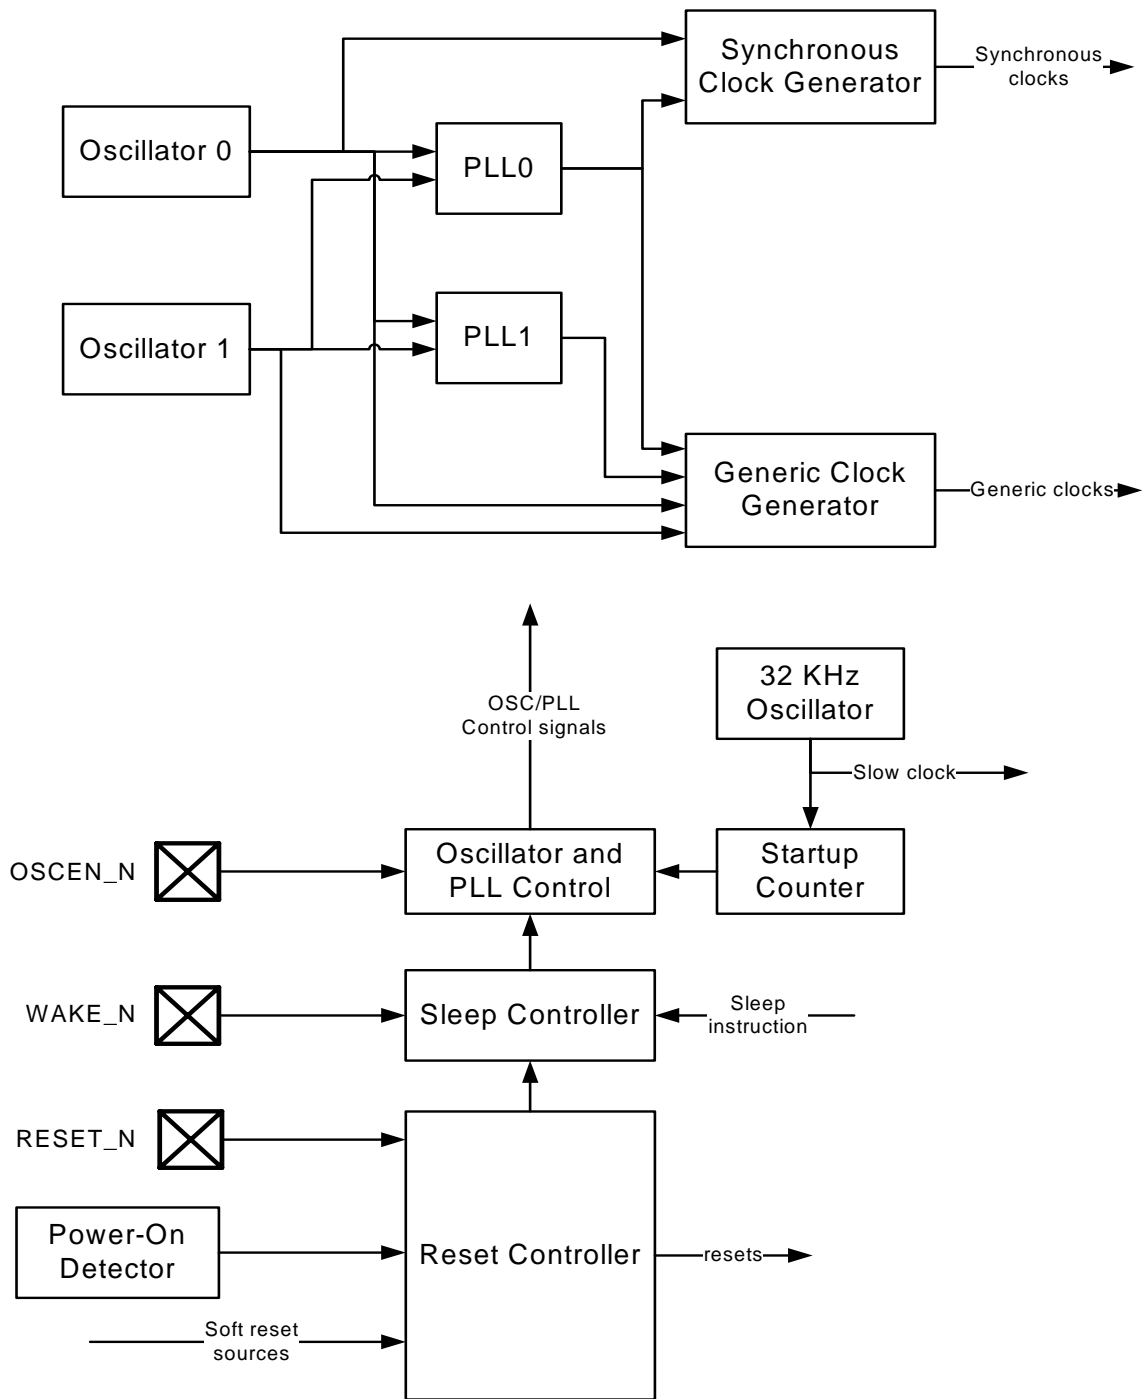 Synchronous
Clock Generator
Synchronous
clocks
Oscillator 0
PLL0
Oscillator 1
PLL1
Generic Clock
Generator
Generic clocks
OSC/PLL
Control signals
32 KHz
Oscillator
Slow clock
OSCEN_N
Oscillator and
PLL Control
Startup
Counter
WAKE_N
Sleep Controller
Sleep
instruction
RESET_N
Power-On
Detector
Reset Controller
resets
Soft reset
sources